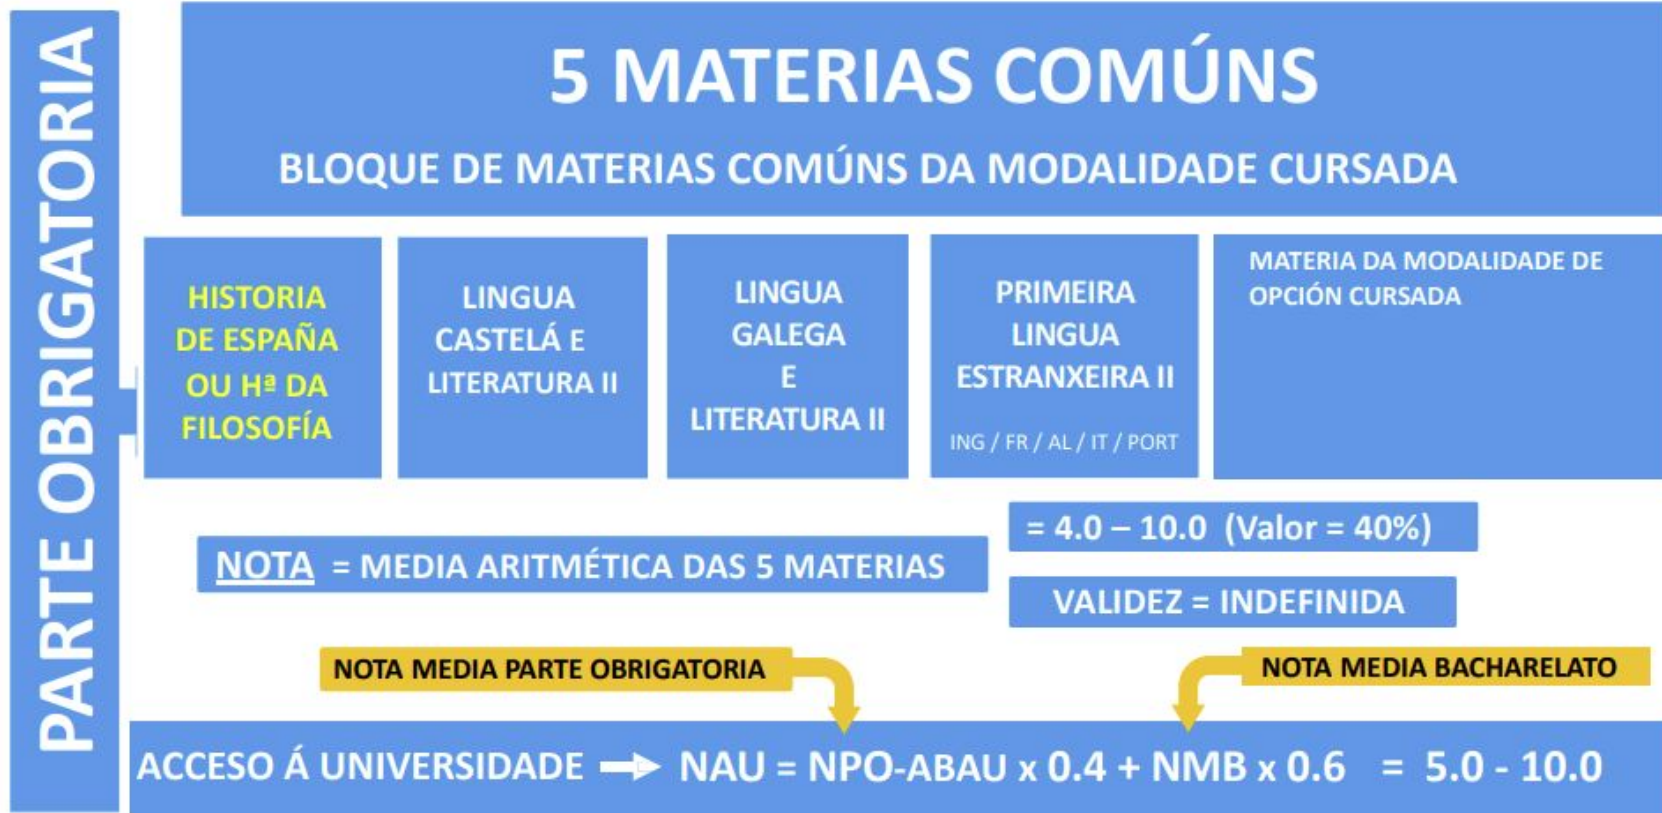 PARTE OBRIGATORIA
5 MATERIAS COMÚNS
BLOQUE DE MATERIAS COMÚNS DA MODALIDADE CURSADA
HISTORIA
DE ESPAÑA
OU Hª DA
FILOSOFÍA
LINGUA
CASTELÁ E
LITERATURA II
LINGUA
GALEGA
E
LITERATURA II
PRIMEIRA
LINGUA
ESTRANXEIRA II
ING / FR / AL / IT / PORT
MATERIA DA MODALIDADE DE
OPCIÓN CURSADA
NOTA = MEDIA ARITMÉTICA DAS 5 MATERIAS
= 4.0 – 10.0 (Valor = 40%)
VALIDEZ = INDEFINIDA
NOTA MEDIA PARTE OBRIGATORIA
NOTA MEDIA BACHARELATO
ACCESO Á UNIVERSIDADE → NAU = NPO-ABAU x 0.4 + NMB x 0.6 = 5.0 - 10.0